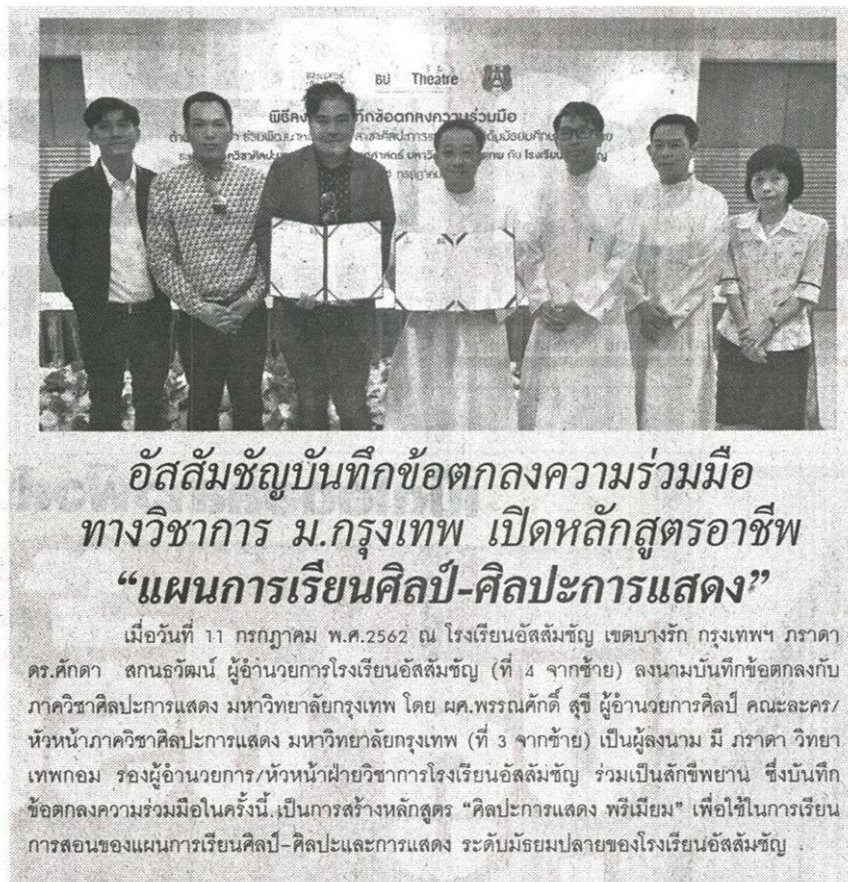 BU Theatre
อัสสัมชัญบันทึกข้อตกลงความร่วมมือ
ทางวิชาการ ม.กรุงเทพ เปิดหลักสูตรอาชีพ
“แผนการเรียนศิลป์-ศิลปะการแสดง”
เมื่อวันที่ 11 กรกฎาคม พ.ศ.2562 ณ โรงเรียนอัสสัมชัญ เขตบางรัก กรุงเทพฯ ภราดา
ดร.ศักดา สกนธวัฒน์ ผู้อำนวยการโรงเรียนอัสสัมชัญ (ที่ 4 จากซ้าย) ลงนามบันทึกข้อตกลงกับ
ภาควิชาศิลปะการแสดง มหาวิทยาลัยกรุงเทพ โดย ผศ.พรรณศักดิ์ สุขี ผู้อำนวยการศิลป์ คณะละคร/
หัวหน้าภาควิชาศิลปะการแสดง มหาวิทยาลัยกรุงเทพ (ที่ 3 จากซ้าย) เป็นผู้ลงนาม มี ภราดา วิทยา
เทพกอม รองผู้อำนวยการ/หัวหน้าฝ่ายวิชาการโรงเรียนอัสสัมชัญ ร่วมเป็นสักขีพยาน ซึ่งบันทึก
ข้อตกลงความร่วมมือในครั้งนี้ เป็นการสร้างหลักสูตร “ศิลปะการแสดง พรีเมียม” เพื่อใช้ในการเรียน
การสอนของแผนการเรียนศิลป์-ศิลปะและการแสดง ระดับมัธยมปลายของโรงเรียนอัสสัมชัญ